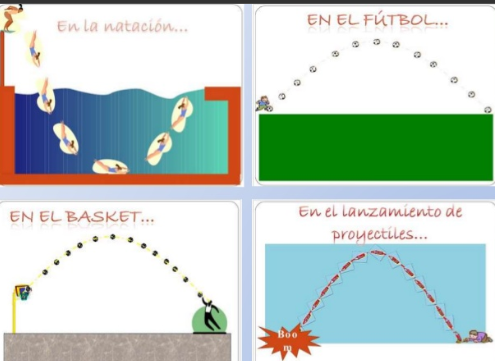 En la natación...
EN EL FÚTBOL...
EN EL BASKET...
En el lanzamiento de
proyectiles...
Boo
m